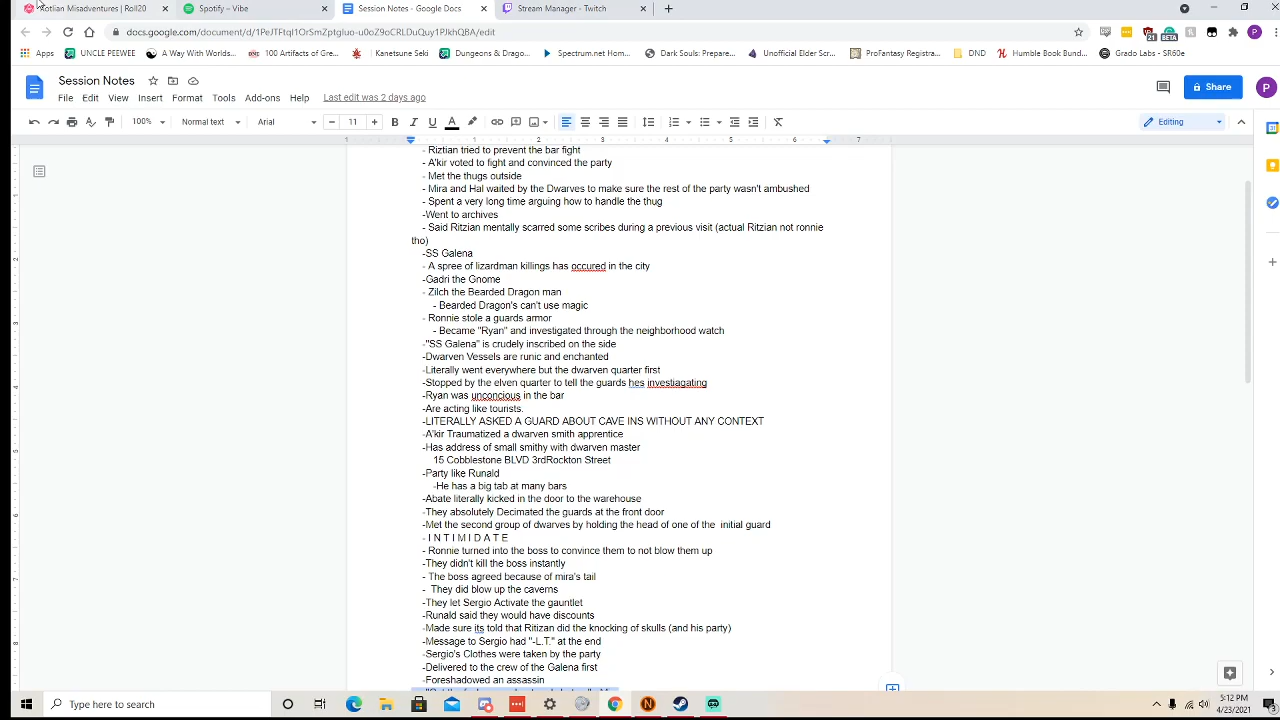 otian Misadventures | Roll20
Spotify – Vibe
Session Notes - Google Docs
Stream Manager - Twitch
docs.google.com/document/d/1PeJTFtqI1OrSmZptgIuo-u0oZ9oCRLDuOY1PJkhQBA/edit
Apps
UNCLE PEEWEE
A Way With Worlds...
100 Artifacts of Gre...
Kanetsune Seki
Dungeons & Drago...
Spectrum.net Hom...
Dark Souls: Prepare...
Unofficial Elder Scr...
ProFantasy Registra...
DND
Humble Book Bund...
Grado Labs - SR60e
Session Notes
File Edit View Insert Format Tools Add-ons Help Last edit was 2 days ago
Share
P
100% Normal text Arial 11 B I U A
Editing
- Riztian tried to prevent the bar fight
- A'kir voted to fight and convinced the party
- Met the thugs outside
- Mira and Hal waited by the Dwarves to make sure the rest of the party wasn't ambushed
- Spent a very long time arguing how to handle the thug
-Went to archives
- Said Ritzian mentally scarred some scribes during a previous visit (actual Ritzian not ronnie
tho)
-SS Galena
- A spree of lizardman killings has occured in the city
-Gadri the Gnome
- Zilch the Bearded Dragon man
- Bearded Dragon's can't use magic
- Ronnie stole a guards armor
- Became "Ryan" and investigated through the neighborhood watch
-"SS Galena" is crudely inscribed on the side
-Dwarven Vessels are runic and enchanted
-Literally went everywhere but the dwarven quarter first
-Stopped by the elven quarter to tell the guards hes investiagating
-Ryan was unconcious in the bar
-Are acting like tourists.
-LITERALLY ASKED A GUARD ABOUT CAVE INS WITHOUT ANY CONTEXT
-A'kir Traumatized a dwarven smith apprentice
-Has address of small smithy with dwarven master
15 Cobblestone BLVD 3rdRockton Street
-Party like Runald
-He has a big tab at many bars
-Abate literally kicked in the door to the warehouse
-They absolutely Decimated the guards at the front door
-Met the second group of dwarves by holding the head of one of the  initial guard
- I N T I M I D A T E
- Ronnie turned into the boss to convince them to not blow them up
-They didn't kill the boss instantly
- The boss agreed because of mira's tail
-  They did blow up the caverns
-They let Sergio Activate the gauntlet
-Runald said they would have discounts
-Made sure its told that Ritizan did the knocking of skulls (and his party)
-Message to Sergio had "-L.T." at the end
-Sergio's Clothes were taken by the party
-Delivered to the crew of the Galena first
-Foreshadowed an assassin
Type here to search
5:12 PM
4/23/2021